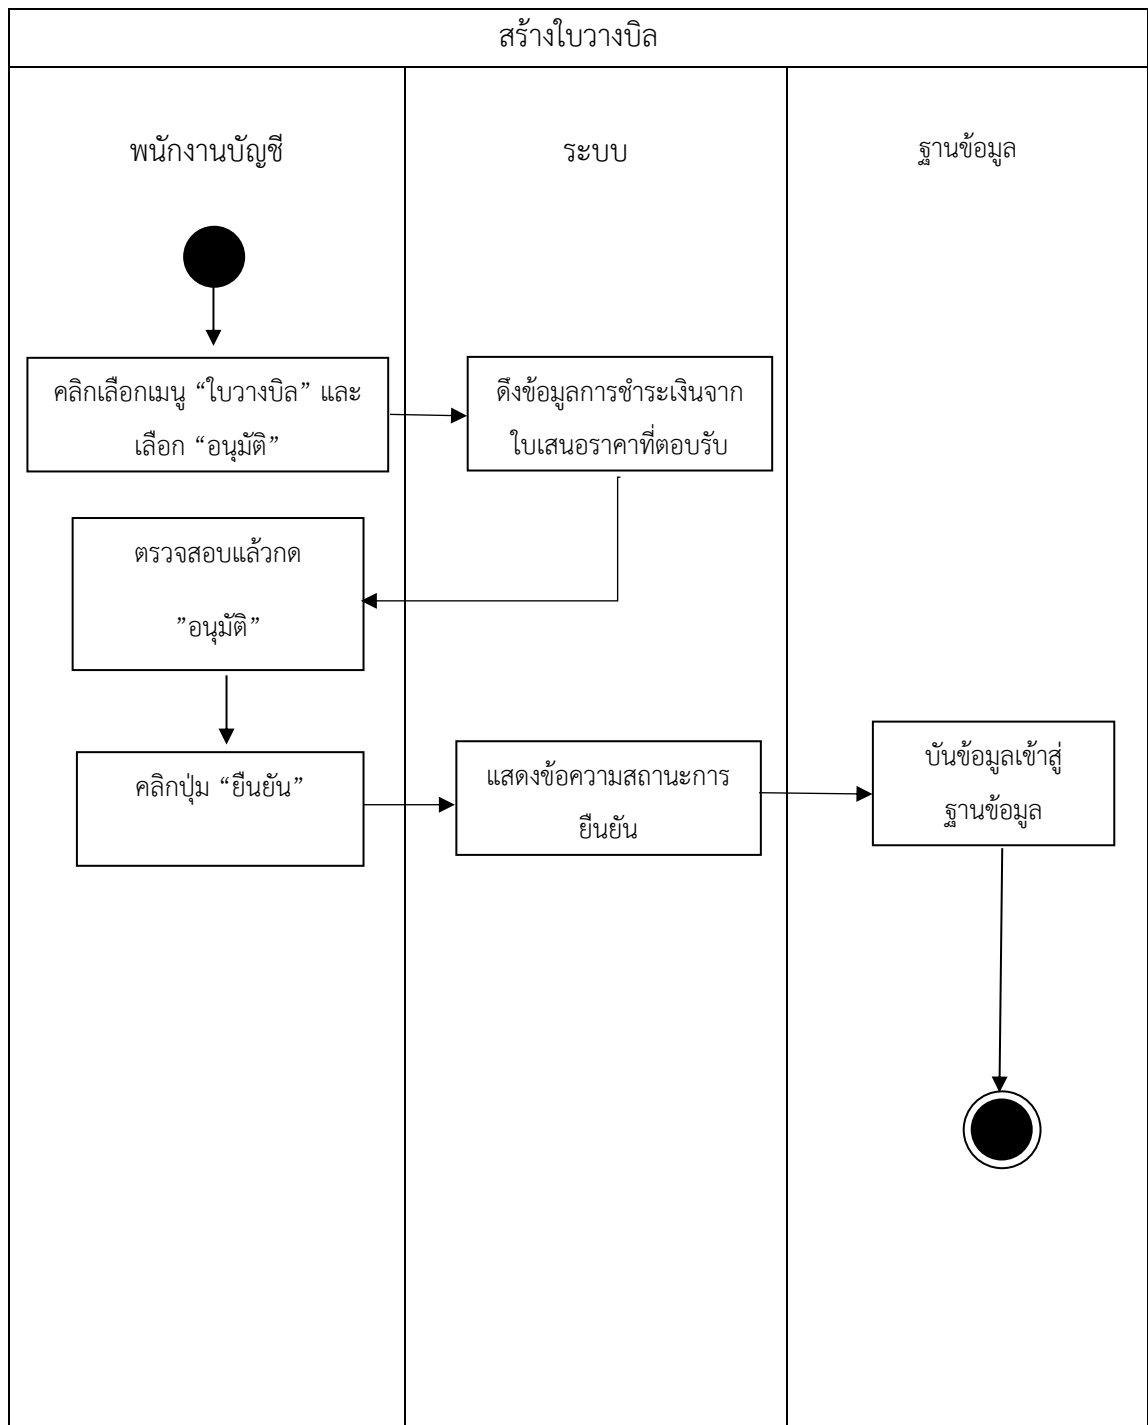 สร้างใบวางบิล
พนักงานบัญชี
ระบบ
ฐานข้อมูล
คลิกเลือกเมนู “ใบวางบิล” และ
เลือก “อนุมัติ”
ดึงข้อมูลการชำระเงินจาก
ใบเสนอราคาที่ตอบรับ
ตรวจสอบแล้วกด
”อนุมัติ”
คลิกปุ่ม “ยืนยัน”
แสดงข้อความสถานะการ
ยืนยัน
บันข้อมูลเข้าสู่
ฐานข้อมูล